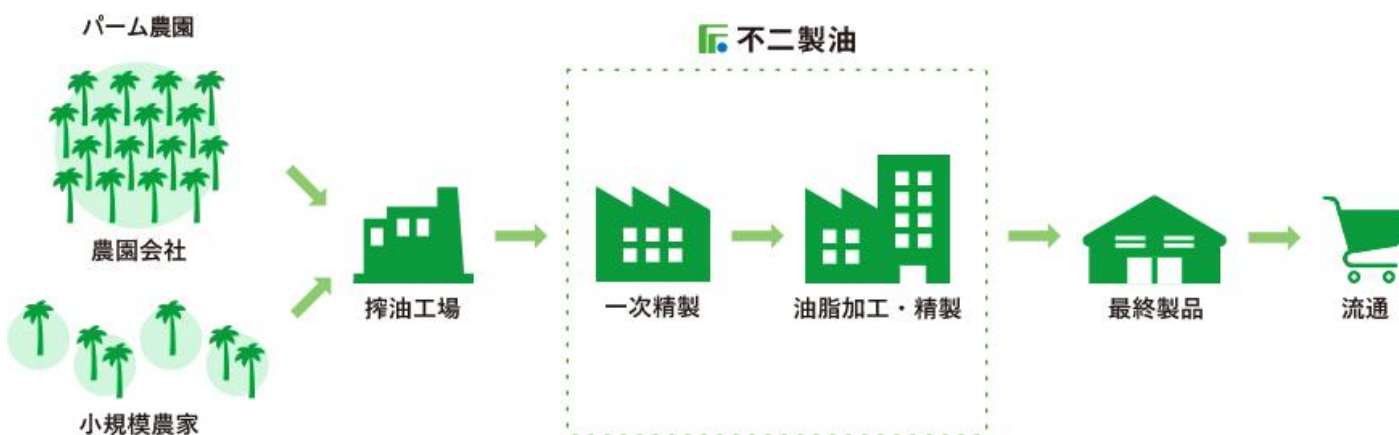 パーム農園
農園会社
小規模農家
搾油工場
不二製油
一次精製
油脂加工・精製
最終製品
流通